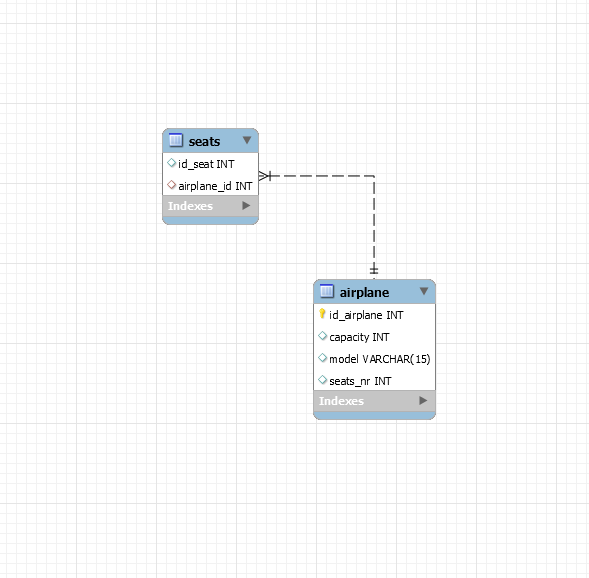 seats
id_seat INT
airplane_id INT
Indexes
airplane
id_airplane INT
capacity INT
model VARCHAR(15)
seats_nr INT
Indexes